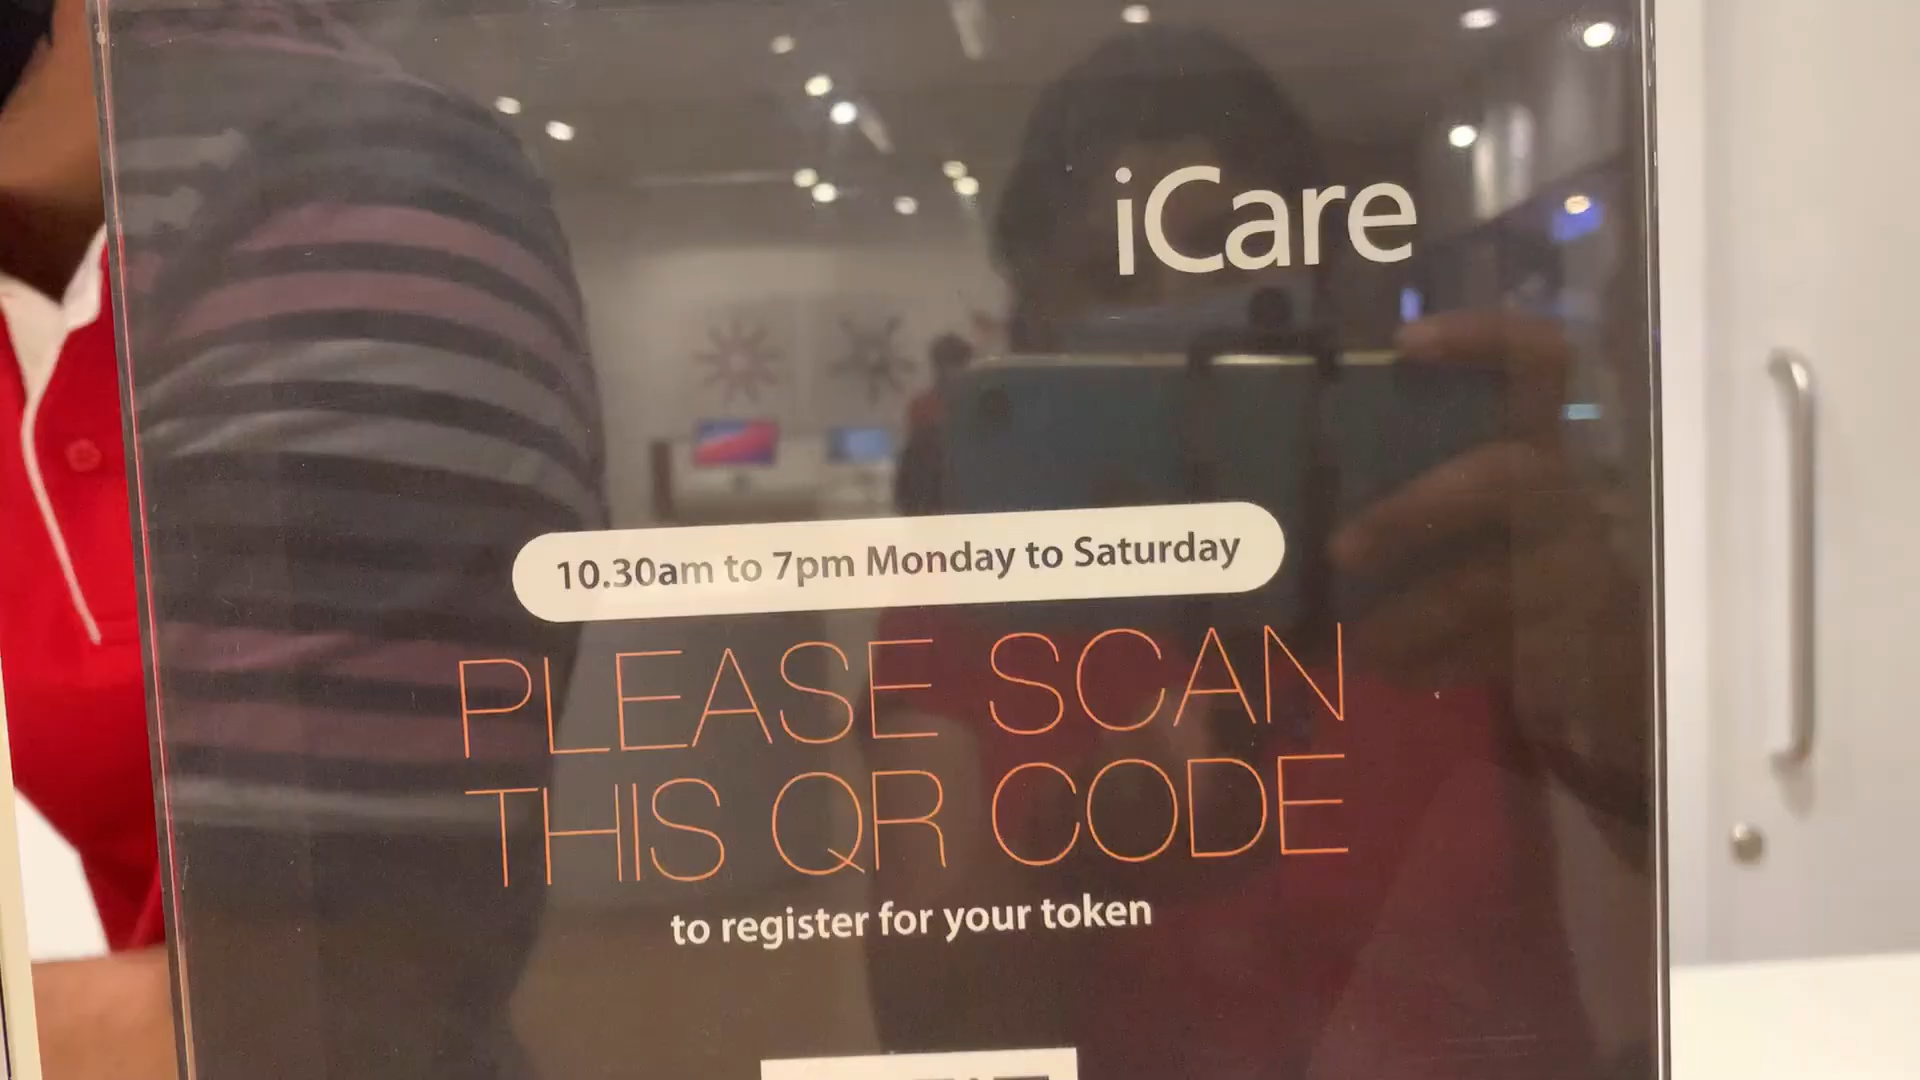 iCare
10.30am to 7pm Monday to Saturday
PLEASE SCAN
THIS QR CODE
to register for your token